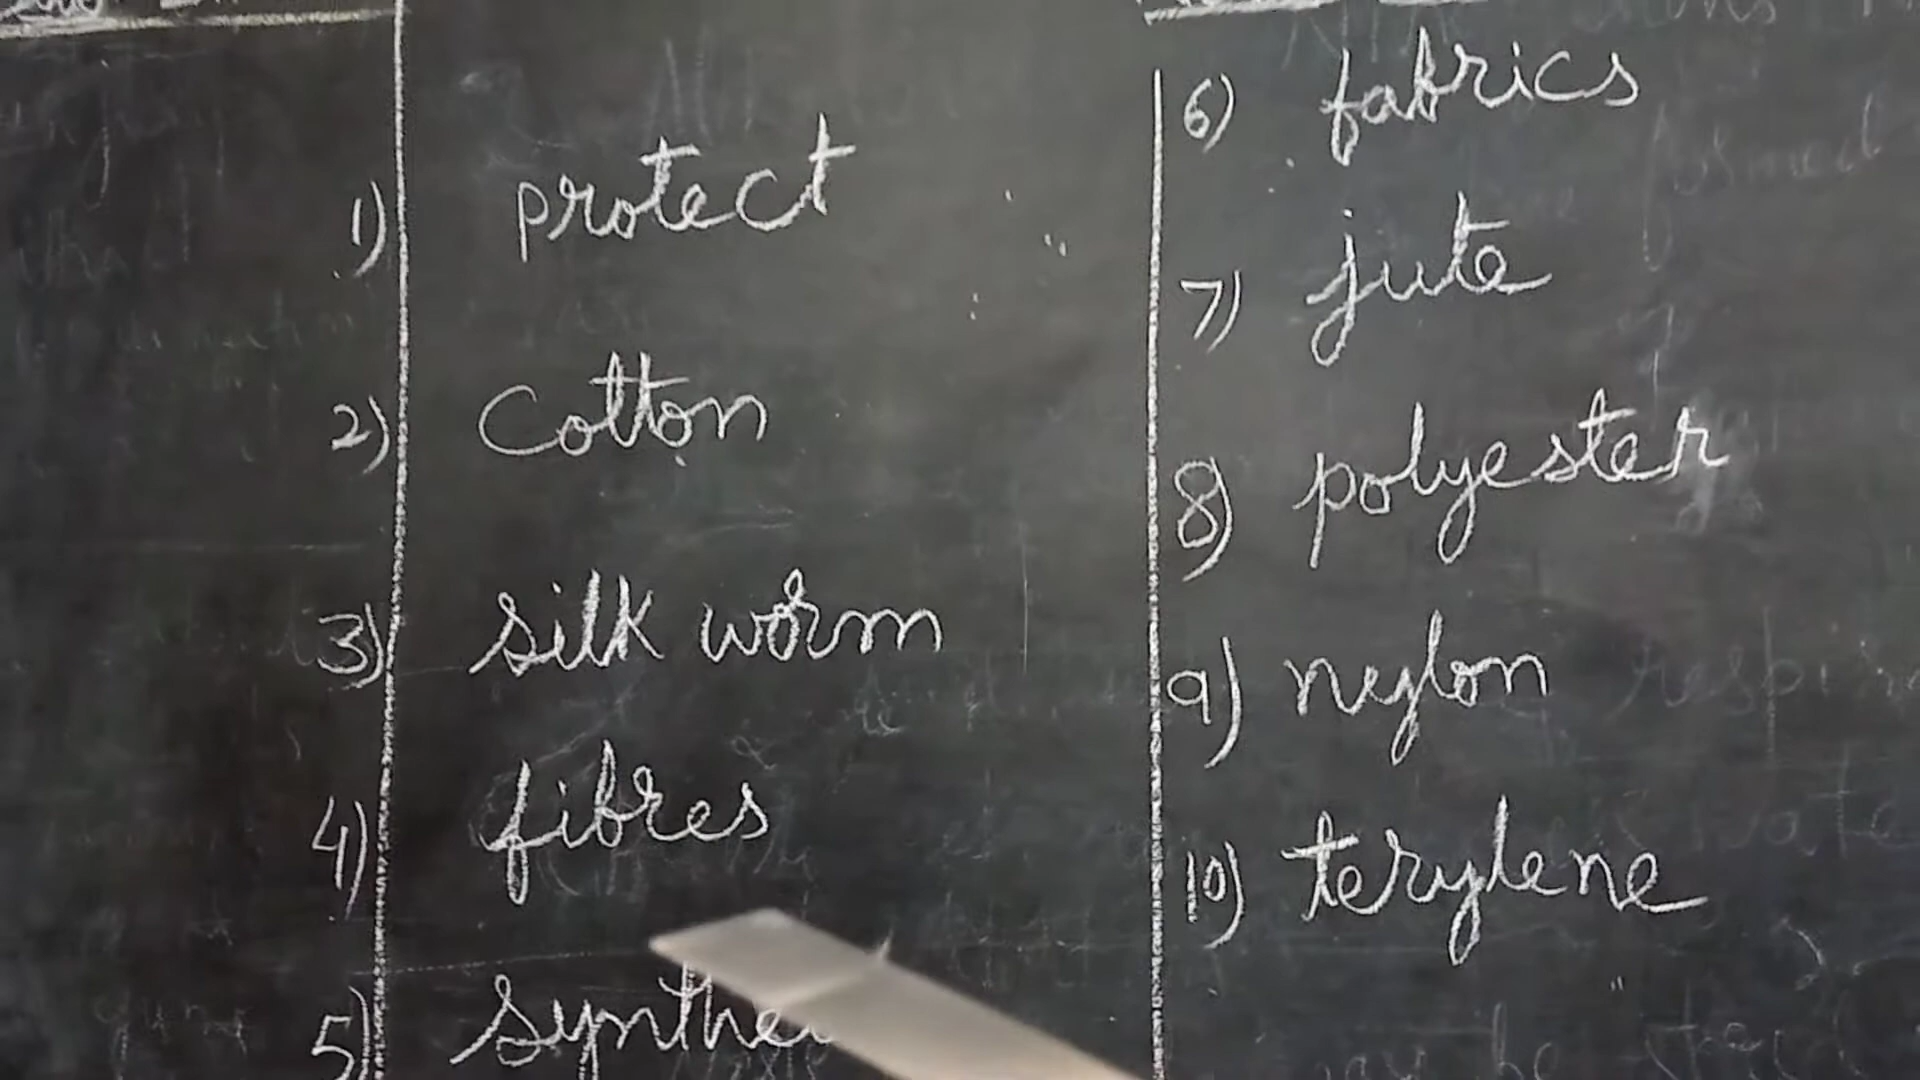 1) protect
2) Cotton
3) silk worm
4) fibres
5)
6) fabrics
7) jute
8) polyester
9) nylon
10) terylene